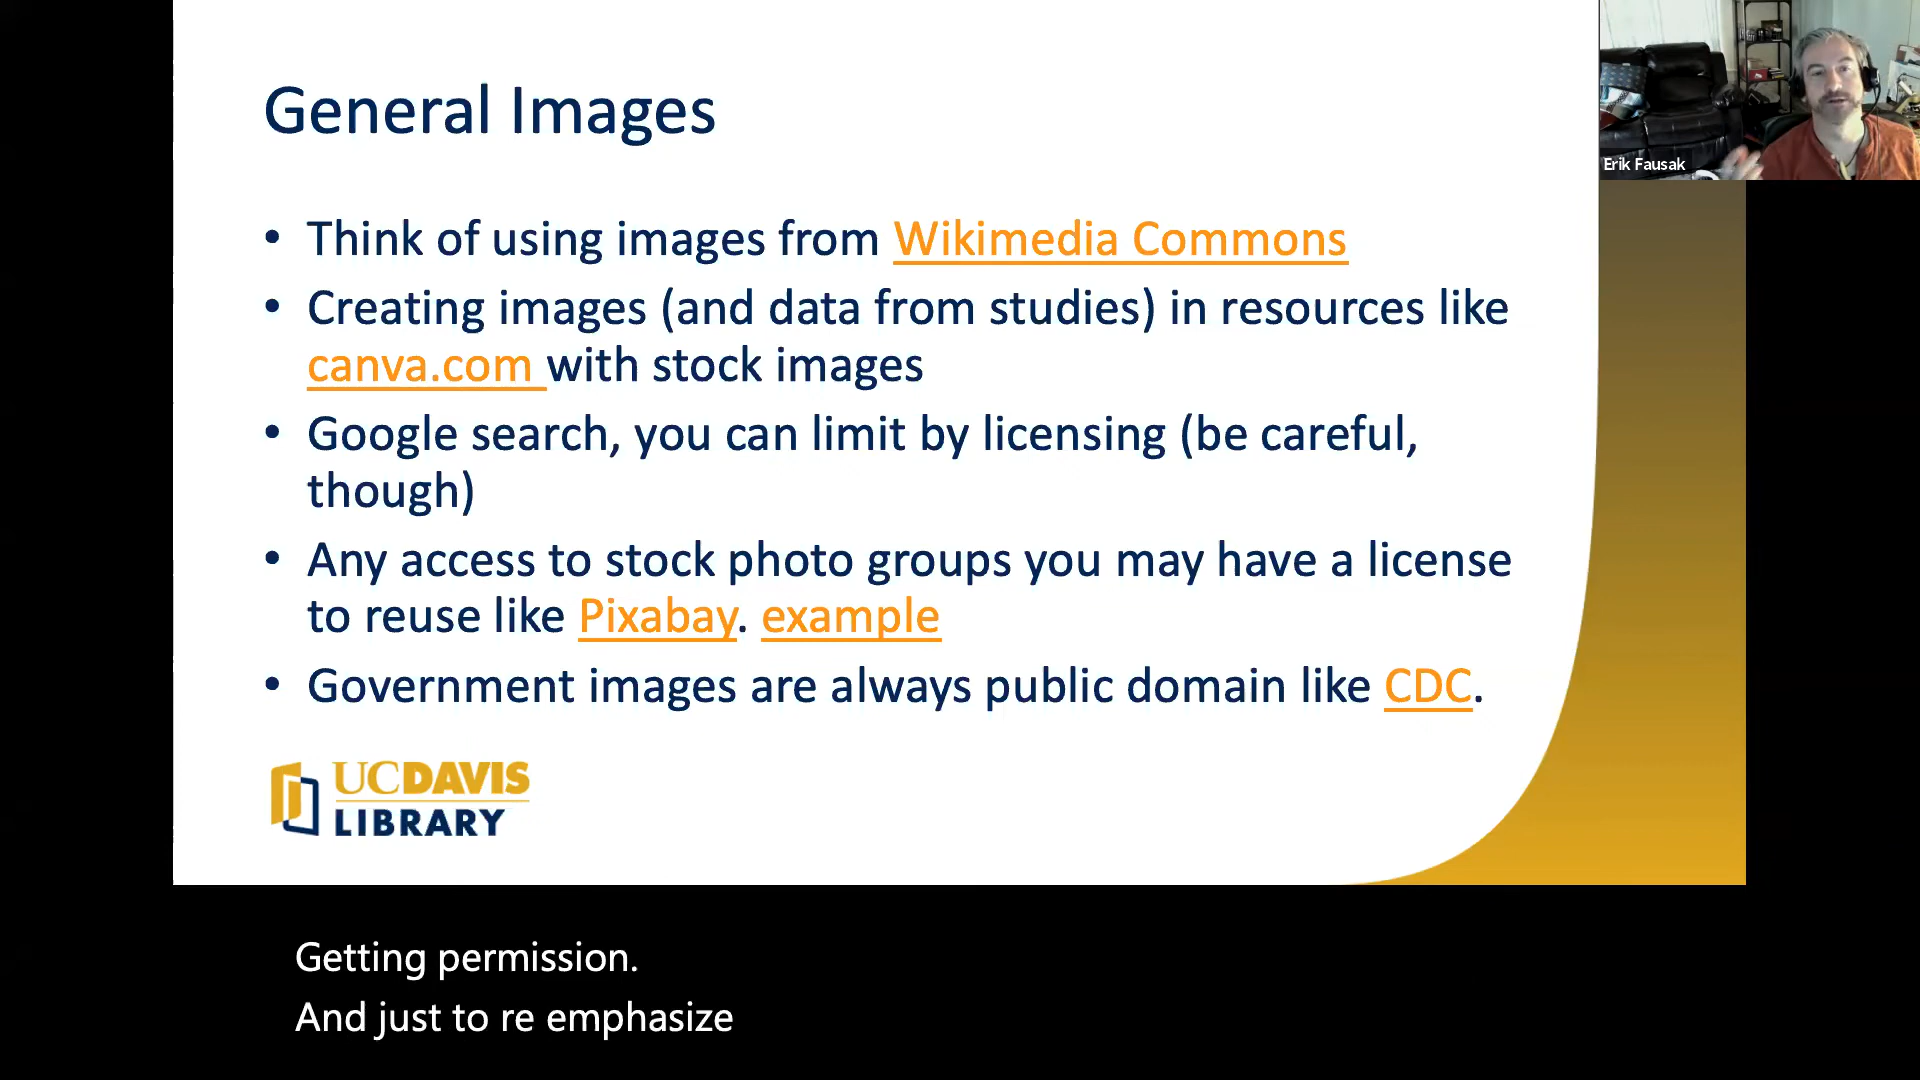 General Images
Erik Fausak
• Think of using images from Wikimedia Commons
• Creating images (and data from studies) in resources like
canva.com with stock images
• Google search, you can limit by licensing (be careful,
though)
• Any access to stock photo groups you may have a license
to reuse like Pixabay. example
• Government images are always public domain like CDC.
UCDAVIS
LIBRARY
Getting permission.
And just to re emphasize